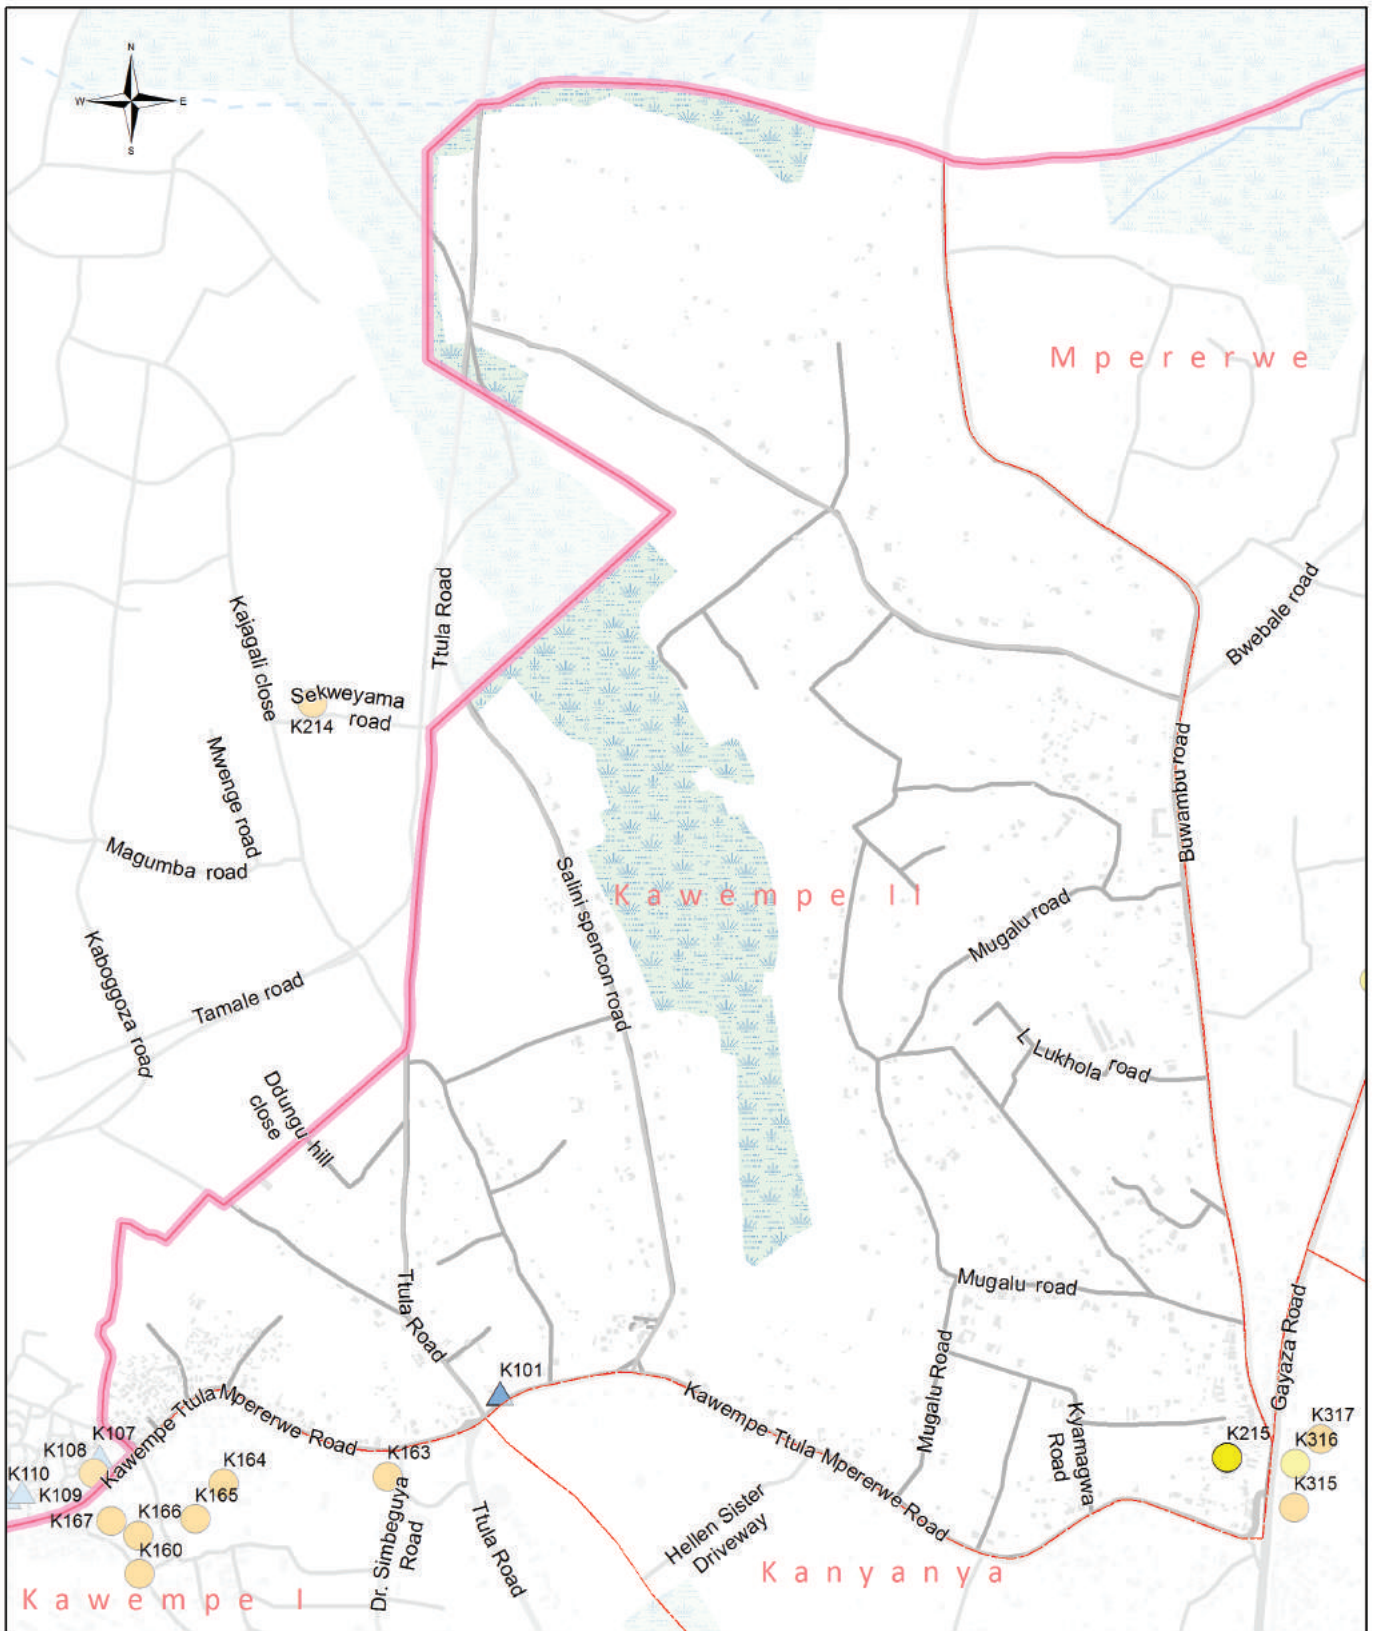 N
W E
S
Mpererwe
Bwebale road
Ttula Road
Kajagali close
Sekweyama
road
K214
Mwenge road
Buwambu road
Magumba road
Salini spencon road
Kawempe II
Mugalu road
Kaboggoza road
Tamale road
L Lukhola road
Ddungu hill
close
Ttula Road
Mugalu road
Gayaza Road
Mugalu Road
K101
Kawempe Ttula Mpererwe Road
Kawempe Ttula Mpererwe Road
Kyamagwa
Road
K107
K108
K110
K109
K163
K164
K165
K166
K167
K160
K215
K317
K316
K315
Dr. Simbeguya
Road
Ttula Road
Hellen Sister
Driveway
Kanyanya
Kawempe I